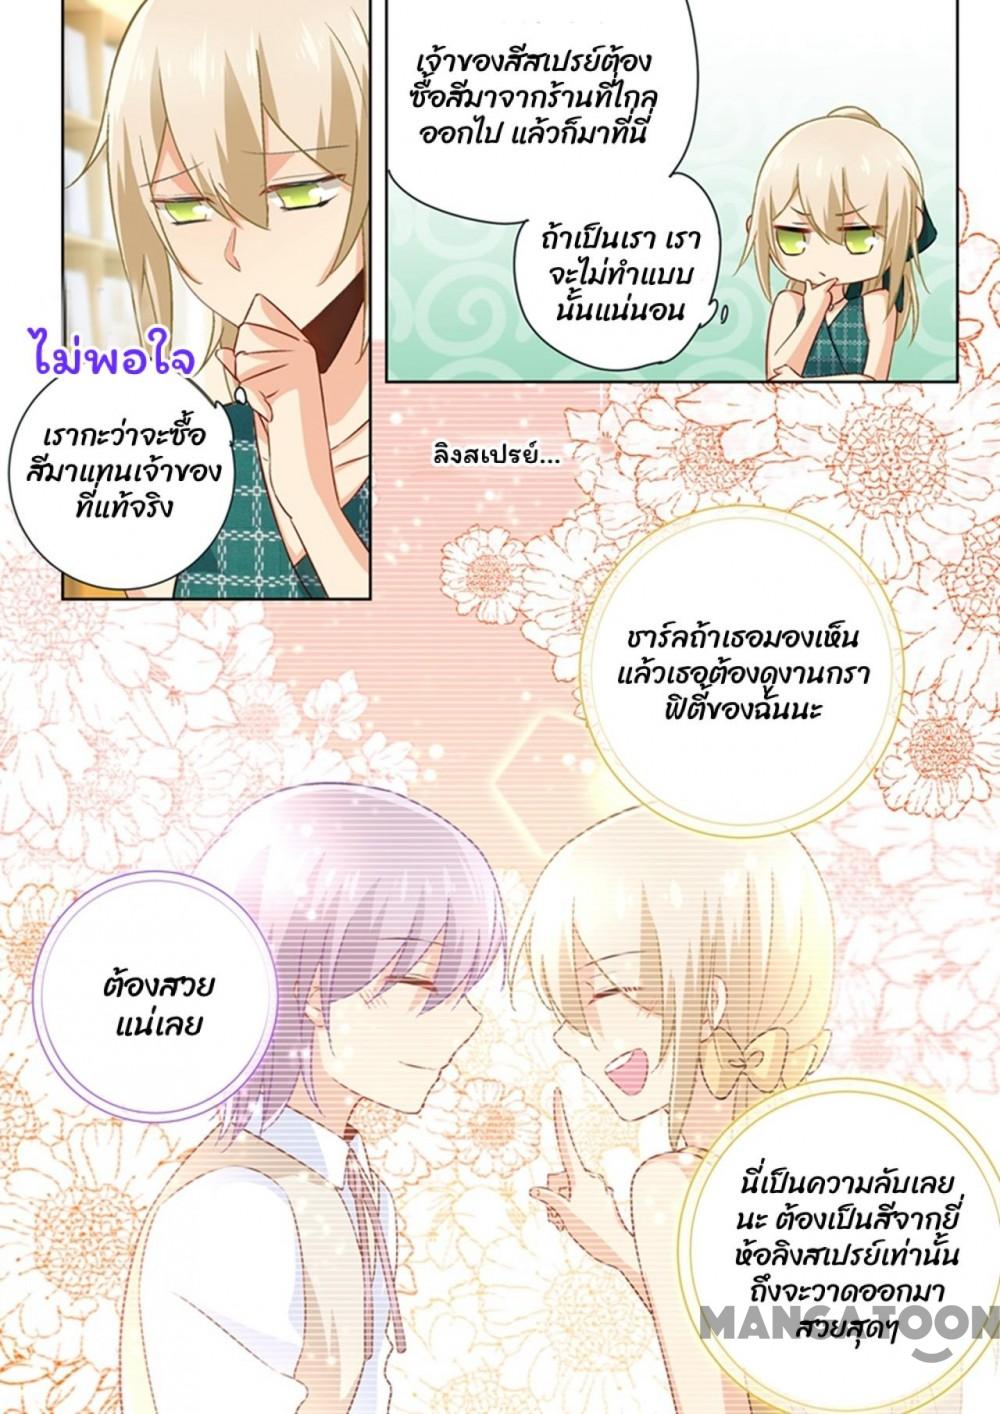 เจ้าของสีสเปรย์ต้อง
ซื้อสีมาจากร้านที่ไกล
ออกไป แล้วก็มาที่นี่
ถ้าเป็นเรา เรา
จะไม่ทำแบบ
นั้นแน่นอน
ไม่พอใจ
เรากะว่าจะซื้อ
สีมาแทนเจ้าของ
ที่แท้จริง
ลิงสเปรย์...
ชาร์ลถ้าเธอมองเห็น
แล้วเธอต้องดูงานกรา
ฟิตี้ของฉันนะ
ต้องสวย
แน่เลย
นี่เป็นความลับเลย
นะ ต้องเป็นสีจากยี่
ห้อลิงสเปรย์เท่านั้น
ถึงจะวาดออกมา
สวยสุดๆ
MANGATOON